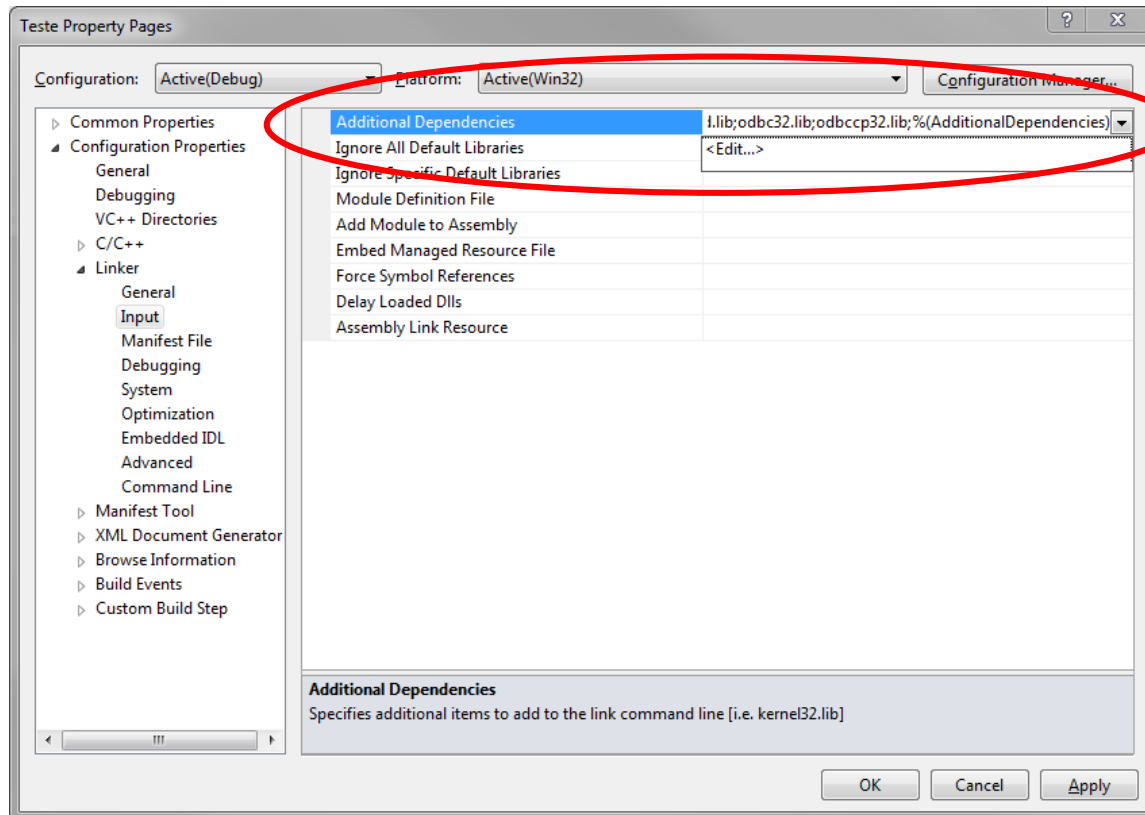 Teste Property Pages
Configuration: Active(Debug) Platform: Active(Win32) Configuration Manager...
Common Properties
Configuration Properties
General
Debugging
VC++ Directories
C/C++
Linker
General
Input
Manifest File
Debugging
System
Optimization
Embedded IDL
Advanced
Command Line
Manifest Tool
XML Document Generator
Browse Information
Build Events
Custom Build Step
Additional Dependencies .lib;odbc32.lib;odbccp32.lib;%(AdditionalDependencies)
Ignore All Default Libraries <Edit...>
Ignore Specific Default Libraries
Module Definition File
Add Module to Assembly
Embed Managed Resource File
Force Symbol References
Delay Loaded Dlls
Assembly Link Resource
Additional Dependencies
Specifies additional items to add to the link command line [i.e. kernel32.lib]
OK Cancel Apply